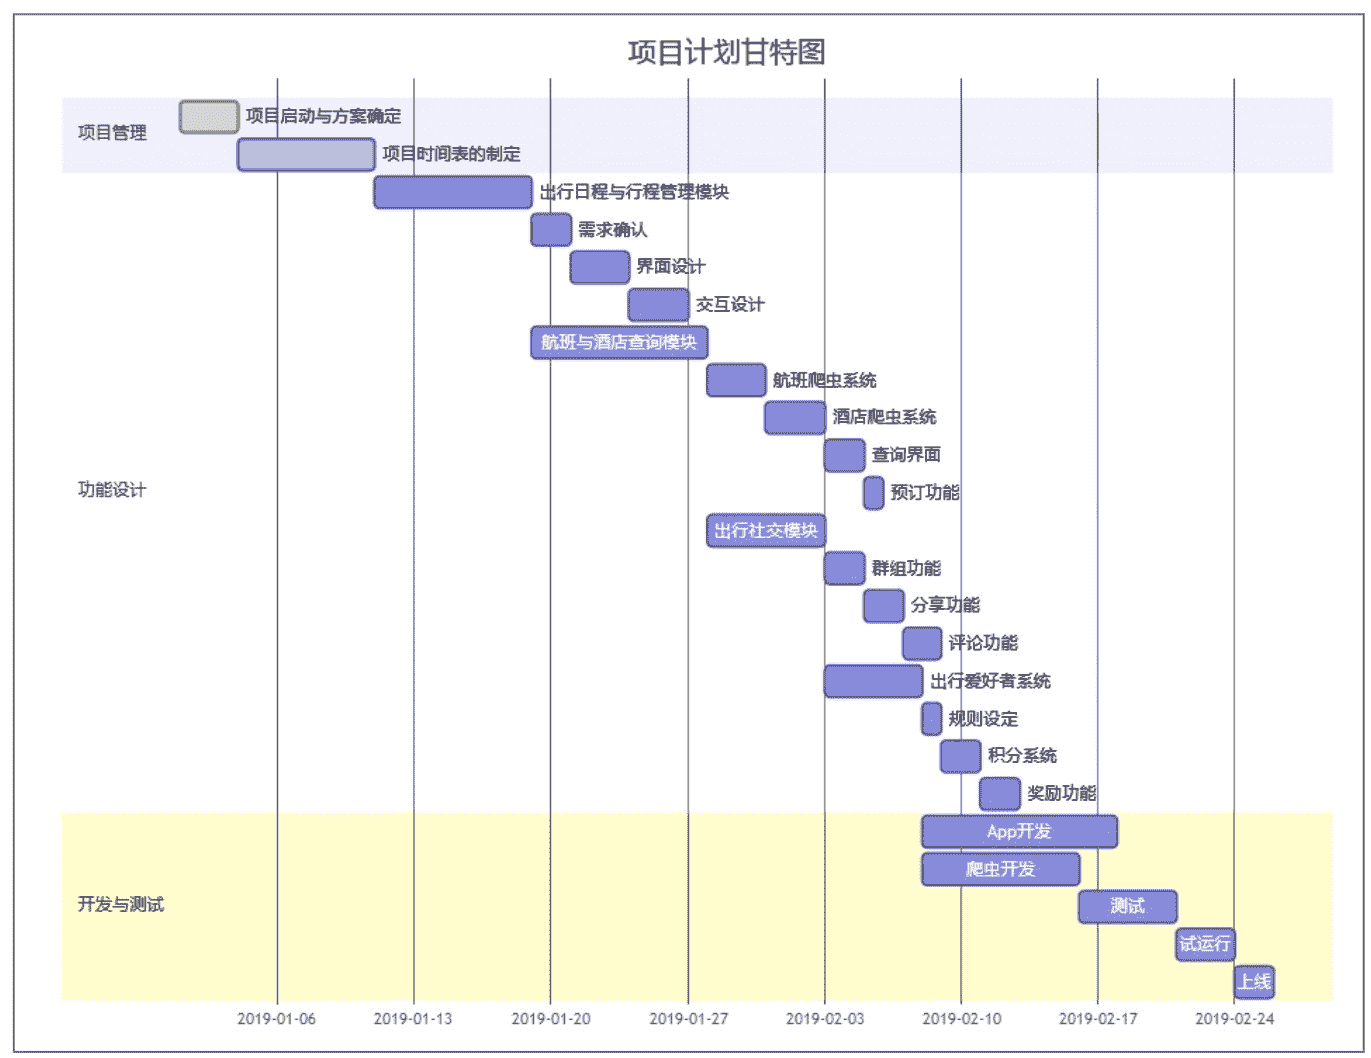 项目计划甘特图
项目管理
项目启动与方案确定
项目时间表的制定
出行日程与行程管理模块
需求确认
界面设计
交互设计
航班与酒店查询模块
航班爬虫系统
酒店爬虫系统
查询界面
功能设计
预订功能
出行社交模块
群组功能
分享功能
评论功能
出行爱好者系统
规则设定
积分系统
奖励功能
App开发
爬虫开发
开发与测试
测试
试运行
上线
2019-01-06
2019-01-13
2019-01-20
2019-01-27
2019-02-03
2019-02-10
2019-02-17
2019-02-24